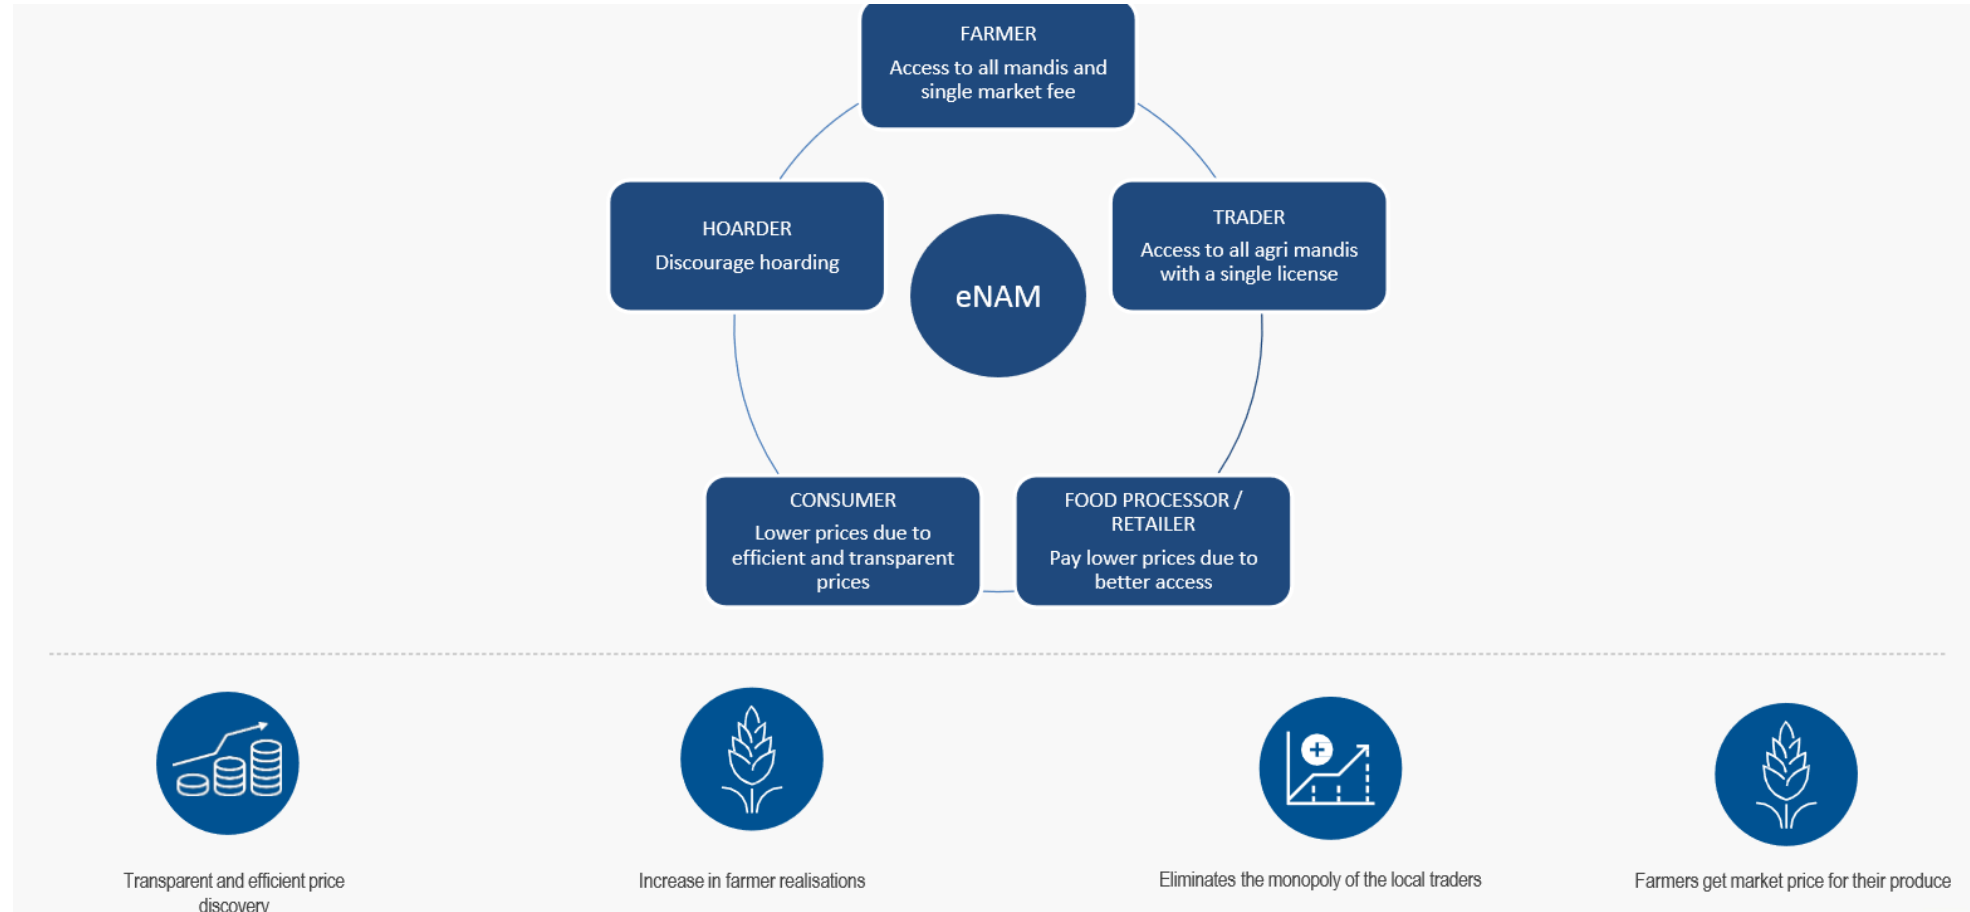 FARMER
Access to all mandis and
single market fee
HOARDER
Discourage hoarding
eNAM
TRADER
Access to all agri mandis
with a single license
CONSUMER
Lower prices due to
efficient and transparent
prices
FOOD PROCESSOR /
RETAILER
Pay lower prices due to
better access
Transparent and efficient price
discovery
Increase in farmer realisations
Eliminates the monopoly of the local traders
Farmers get market price for their produce